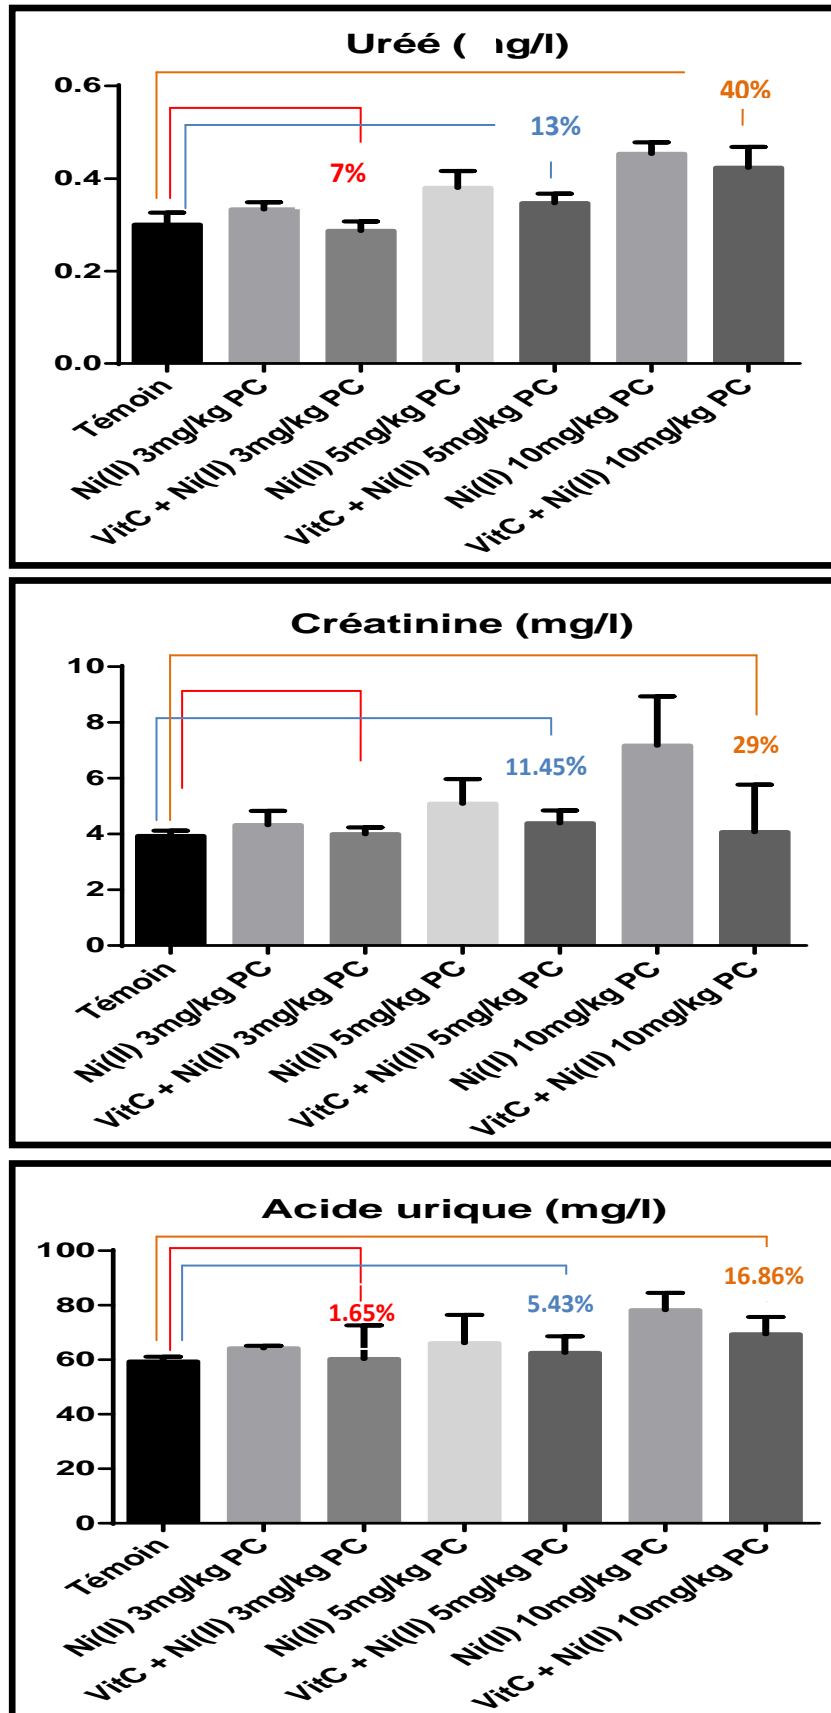 Uréé ( mg/l)
0.6
40%
13%
7%
0.4
0.2
0.0
Témoin
Ni(II) 3mg/kg PC
VitC + Ni(II) 3mg/kg PC
Ni(II) 5mg/kg PC
VitC + Ni(II) 5mg/kg PC
Ni(II) 10mg/kg PC
VitC + Ni(II) 10mg/kg PC
Créatinine (mg/l)
10
8
29%
11.45%
6
4
2
0
Témoin
Ni(II) 3mg/kg PC
VitC + Ni(II) 3mg/kg PC
Ni(II) 5mg/kg PC
VitC + Ni(II) 5mg/kg PC
Ni(II) 10mg/kg PC
VitC + Ni(II) 10mg/kg PC
Acide urique (mg/l)
100
16.86%
5.43%
1.65%
80
60
40
20
0
Témoin
Ni(II) 3mg/kg PC
VitC + Ni(II) 3mg/kg PC
Ni(II) 5mg/kg PC
VitC + Ni(II) 5mg/kg PC
Ni(II) 10mg/kg PC
VitC + Ni(II) 10mg/kg PC